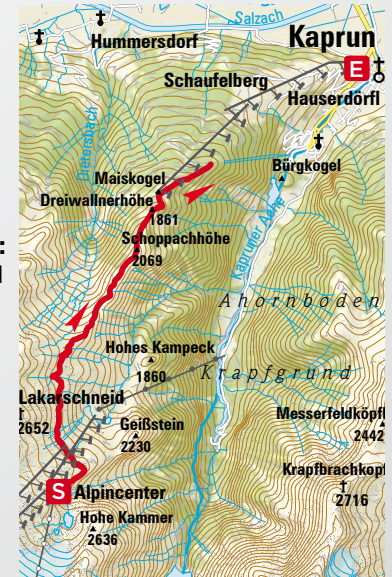 Salzach
Kaprun
Hummersdorf
E
Schaufelberg
Hauserdörfl
Dietersbach
Bürgkogel
Maiskogel
Dreiwallnerhöhe
1861
Kapruner Ache
Schoppachhöhe
2069
Ahornboden
Hohes Kampeck
1860
Krapfgrund
Lakarschneid
2652
Messerfeldköpfl
2442
Geißstein
2230
Krapfbrachkopf
2716
S Alpincenter
Hohe Kammer
2636